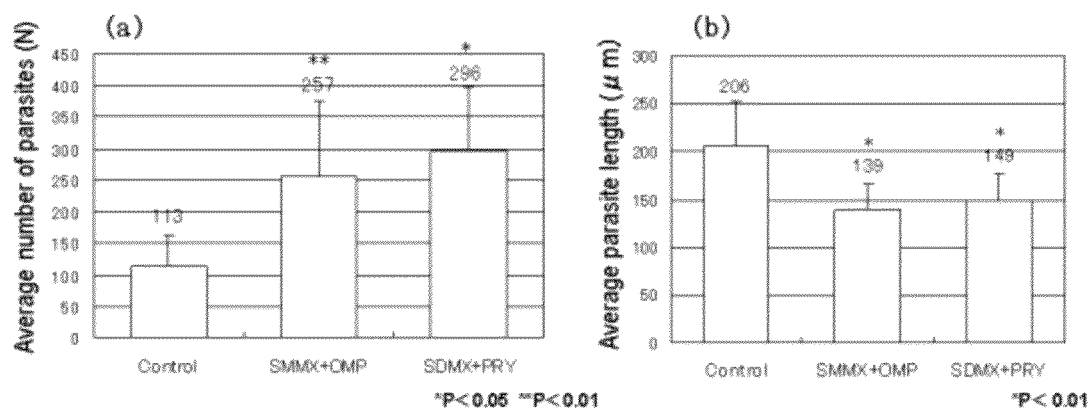 (a)
Average number of parasites (N)
450
400
350
300
250
200
150
100
50
0
113
**
257
*
296
Control
SMMX+OMP
SDMX+PRY
*P<0.05 **P<0.01
(b)
Average parasite length (μm)
300
250
200
150
100
50
0
206
*
139
*
149
Control
SMMX+OMP
SDMX+PRY
*P<0.01